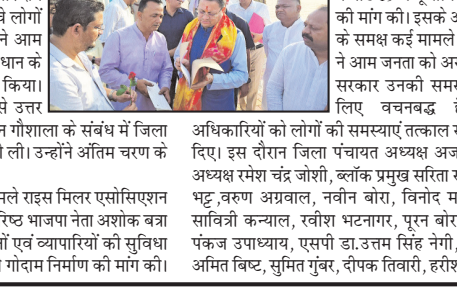 चे लोगों
ने आम
धान के
किया।
से उत्तर
न गौशाला के संबंध में जिला
ी ली। उन्होंने अंतिम चरण के
मले राइस मिलर एसोसिएशन
रिष्ठ भाजपा नेता अशोक बत्रा
नों एवं व्यापारियों की सुविधा
गोदाम निर्माण की मांग की।
की मांग की। इसके अ
के समक्ष कई मामले
ने आम जनता को अ
सरकार उनकी समस
लिए वचनबद्ध है
अधिकारियों को लोगों की समस्याएं तत्काल स
दिए। इस दौरान जिला पंचायत अध्यक्ष अज
अध्यक्ष रमेश चंद्र जोशी, ब्लॉक प्रमुख सरिता र
भट्ट ,वरुण अग्रवाल, नवीन बोरा, विनोद म
सावित्री कन्याल, रवीश भटनागर, पूरन बोरा
पंकज उपाध्याय, एसपी डा.उत्तम सिंह नेगी,
अमित बिष्ट, सुमित गुंबर, दीपक तिवारी, हरीश